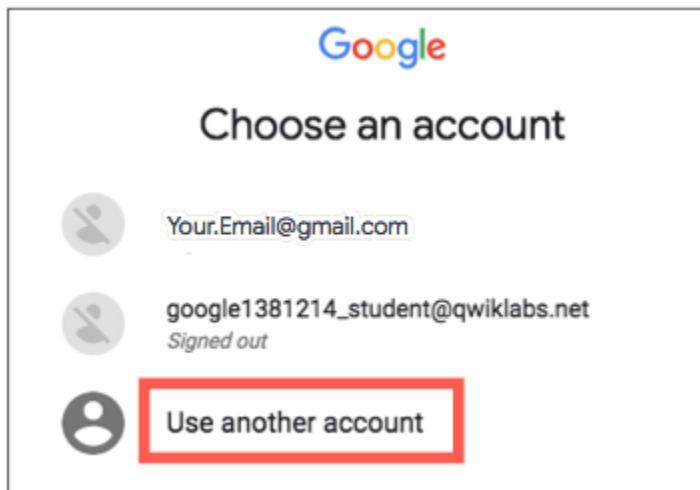 Google
Choose an account
Your.Email@gmail.com
google1381214_student@qwiklabs.net
Signed out
Use another account